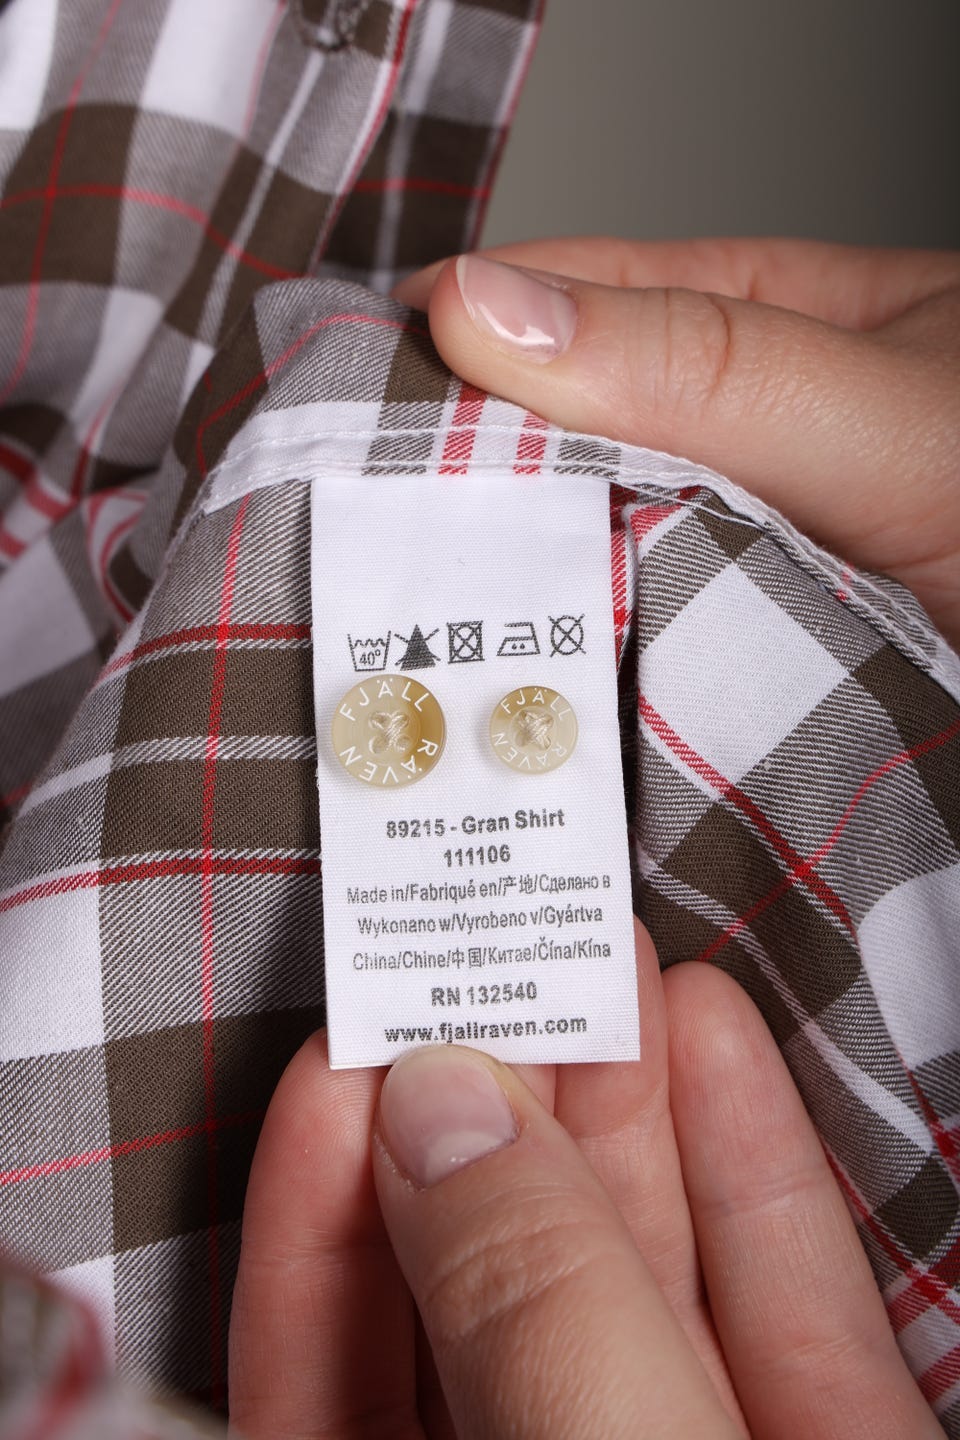 40°
FJÄLL RÄVEN FJÄLL RÄVEN
89215 - Gran Shirt
111106
Made in/Fabriqué en/产地/Сделано в
Wykonano w/Vyrobeno v/Gyártva
China/Chine/中国/Китае/Čína/Kína
RN 132540
www.fjallraven.com